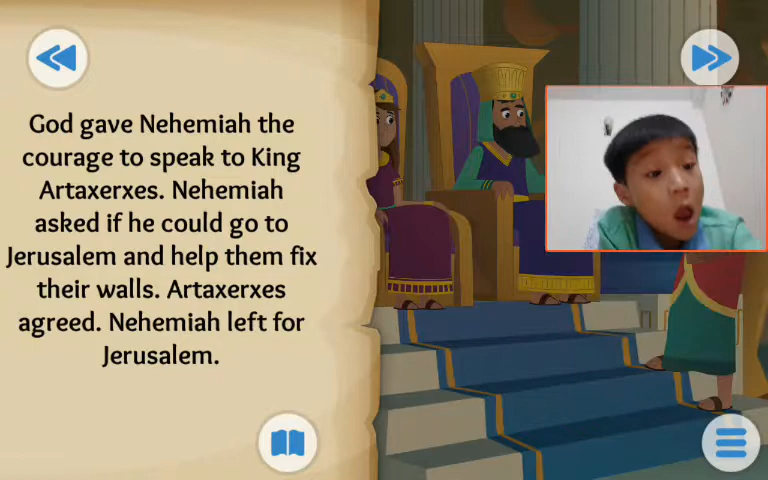 God gave Nehemiah the
courage to speak to King
Artaxerxes. Nehemiah
asked if he could go to
Jerusalem and help them fix
their walls. Artaxerxes
agreed. Nehemiah left for
Jerusalem.